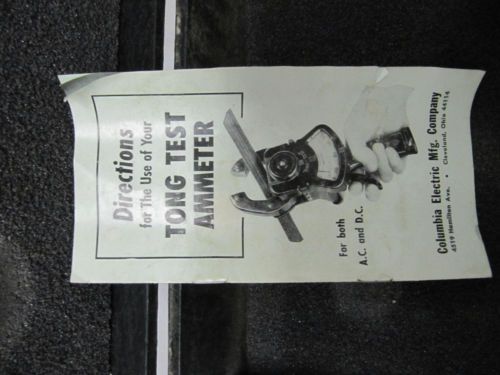 Directions
for The Use of Your
TONG TEST
AMMETER
For both
A.C. and D.C.
Columbia Electric Mfg. Company
4519 Hamilton Ave. • Cleveland, Ohio 44114